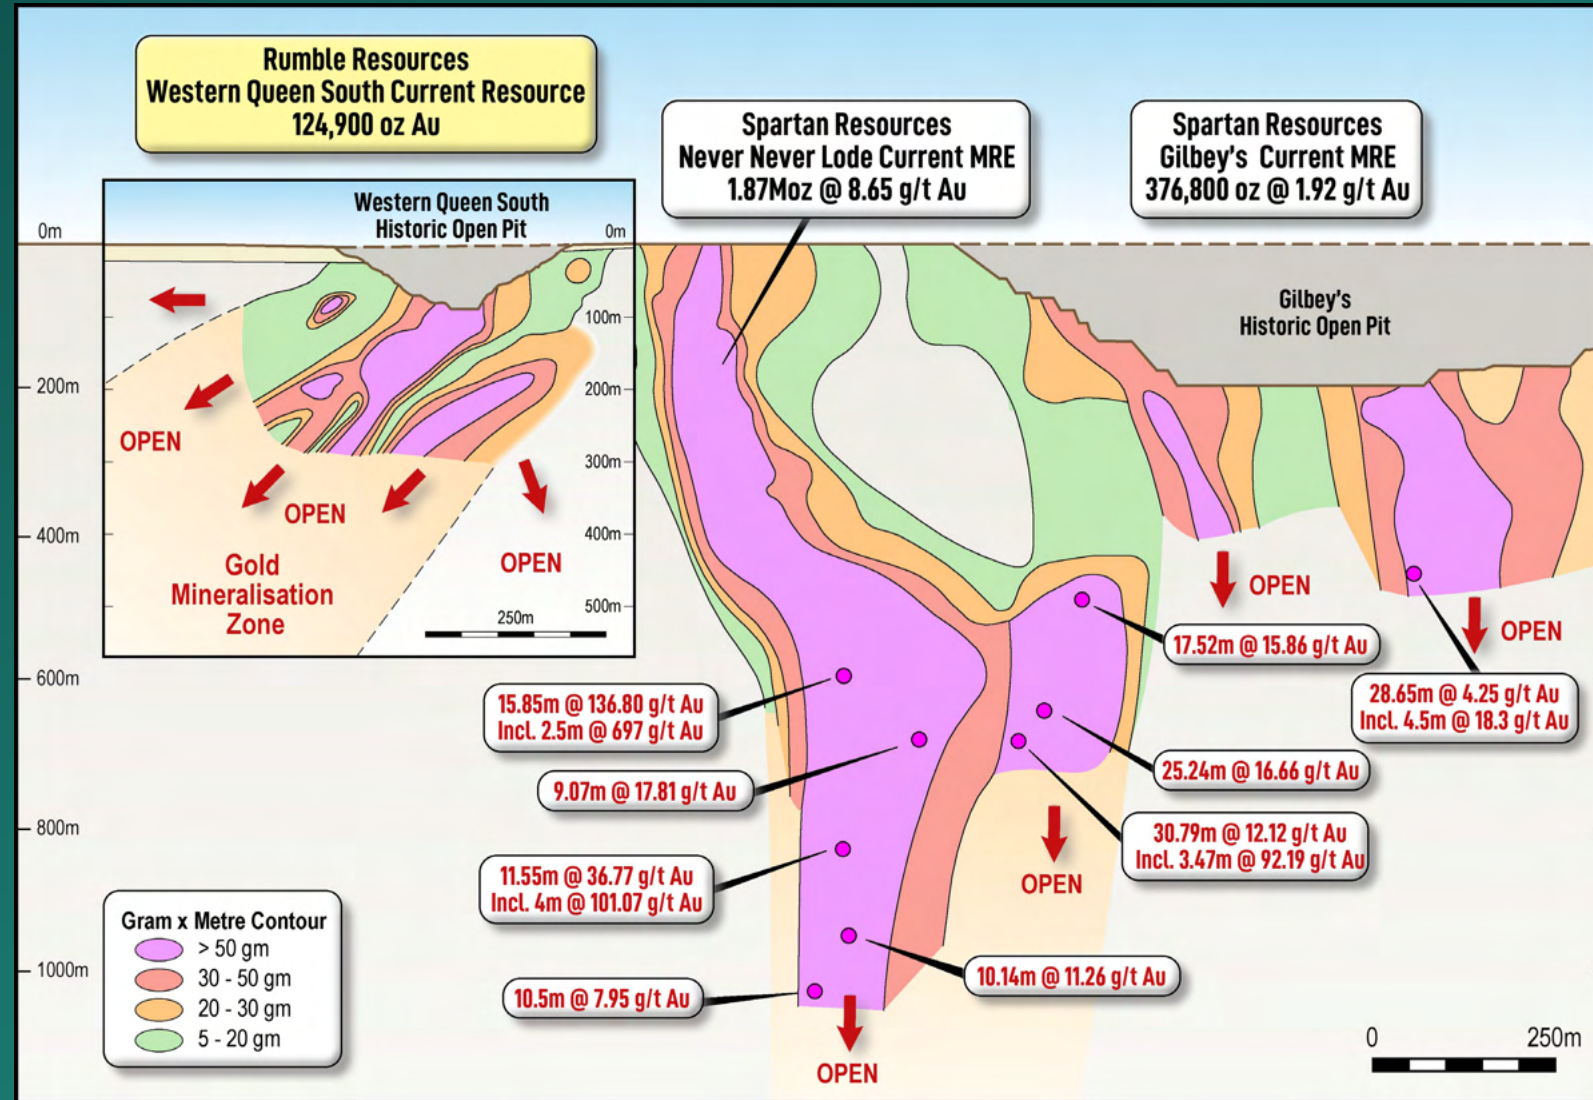 Rumble Resources
Western Queen South Current Resource
124,900 oz Au
Spartan Resources
Never Never Lode Current MRE
1.87Moz @ 8.65 g/t Au
Spartan Resources
Gilbey's Current MRE
376,800 oz @ 1.92 g/t Au
Western Queen South
Historic Open Pit
0m
0m
100m
200m
300m
400m
500m
200m
400m
600m
800m
1000m
Gilbey's
Historic Open Pit
OPEN
OPEN
OPEN
Gold
Mineralisation
Zone
250m
OPEN
OPEN
17.52m @ 15.86 g/t Au
28.65m @ 4.25 g/t Au
Incl. 4.5m @ 18.3 g/t Au
15.85m @ 136.80 g/t Au
Incl. 2.5m @ 697 g/t Au
9.07m @ 17.81 g/t Au
25.24m @ 16.66 g/t Au
30.79m @ 12.12 g/t Au
Incl. 3.47m @ 92.19 g/t Au
11.55m @ 36.77 g/t Au
Incl. 4m @ 101.07 g/t Au
OPEN
10.14m @ 11.26 g/t Au
10.5m @ 7.95 g/t Au
OPEN
Gram x Metre Contour
> 50 gm
30 - 50 gm
20 - 30 gm
5 - 20 gm
0 250m